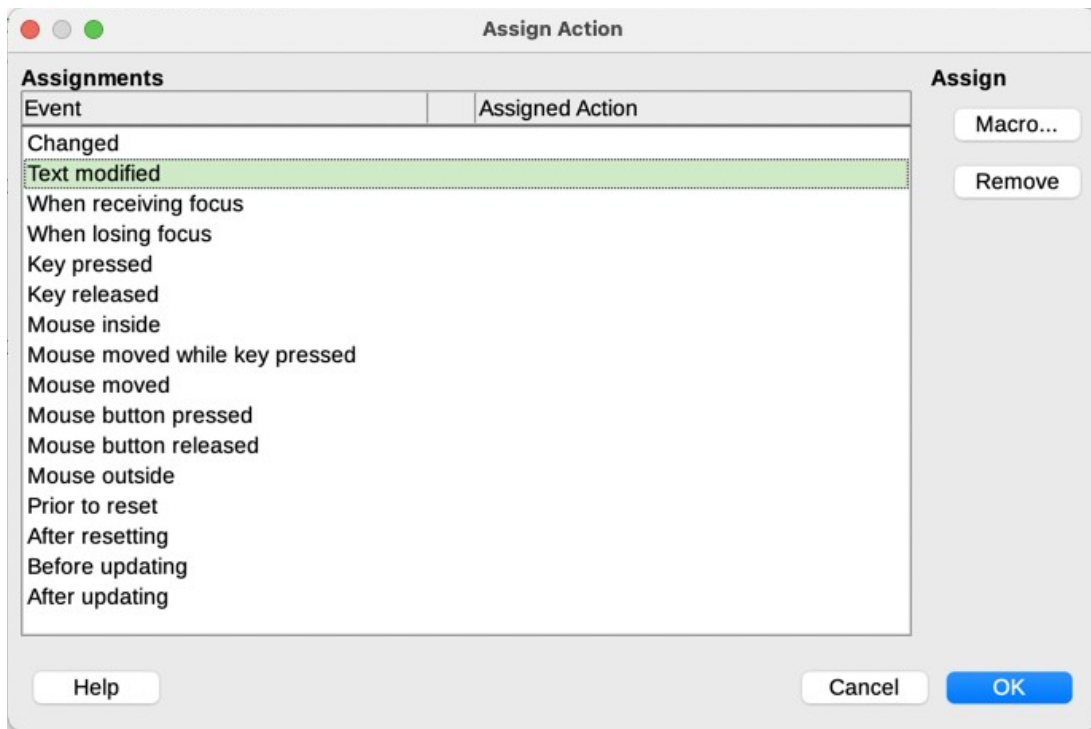 Assign Action
Assignments
Assign
Event Assigned Action
Macro...
Changed
Text modified
Remove
When receiving focus
When losing focus
Key pressed
Key released
Mouse inside
Mouse moved while key pressed
Mouse moved
Mouse button pressed
Mouse button released
Mouse outside
Prior to reset
After resetting
Before updating
After updating
Help Cancel OK